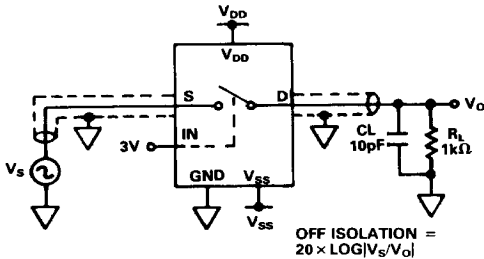 VDD
VDD
S
D
VO
IN
3V
CL
10pF
RL
1kΩ
VS
GND
VSS
VSS
OFF ISOLATION =
20 × LOG|VS/VO|